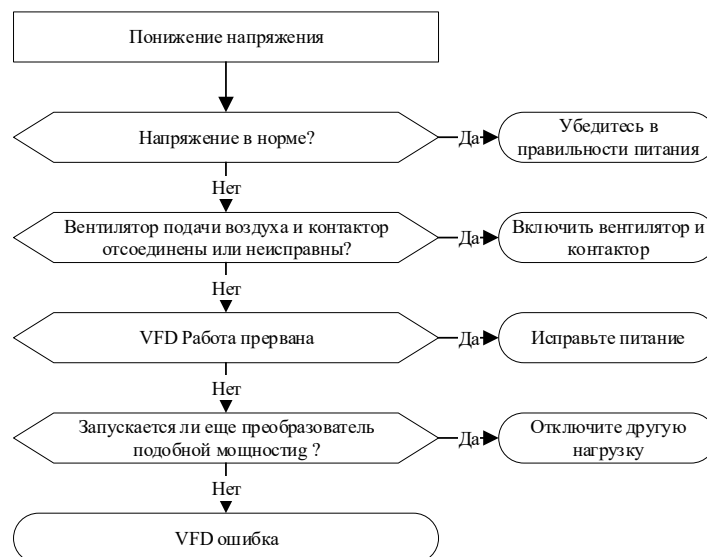 Понижение напряжения
Напряжение в норме?
Да
Убедитесь в
правильности питания
Нет
Вентилятор подачи воздуха и контактор
отсоединены или неисправны?
Да
Включить вентилятор и
контактор
Нет
VFD Работа прервана
Да
Исправьте питание
Нет
Запускается ли еще преобразователь
подобной мощностиg ?
Да
Отключите другую
нагрузку
Нет
VFD ошибка